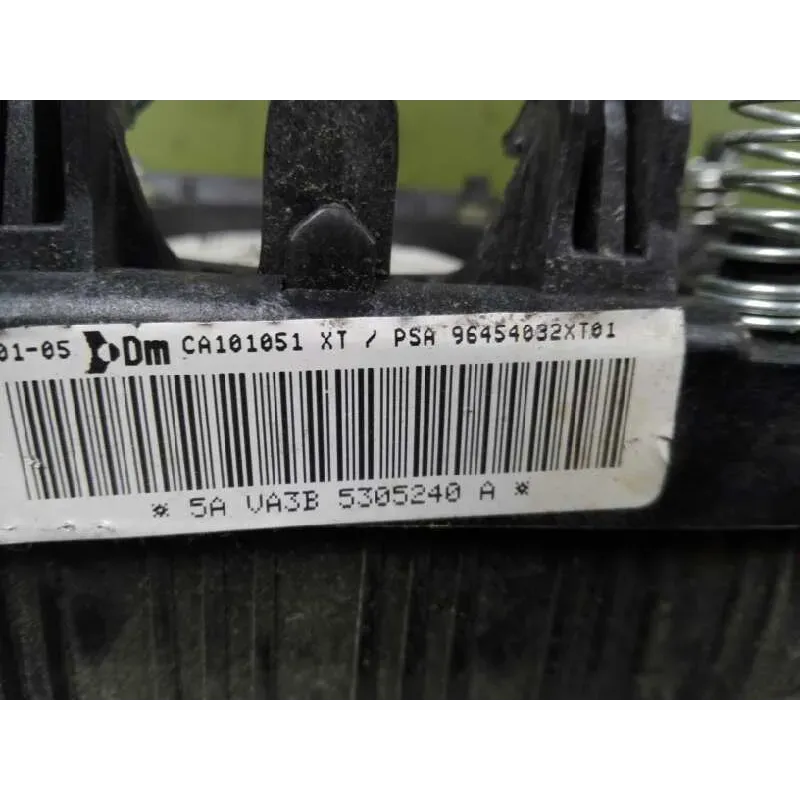 01-05 Dm CA101051 XT / PSA 96454032XT01
* 5A VA3B 5305240 A *